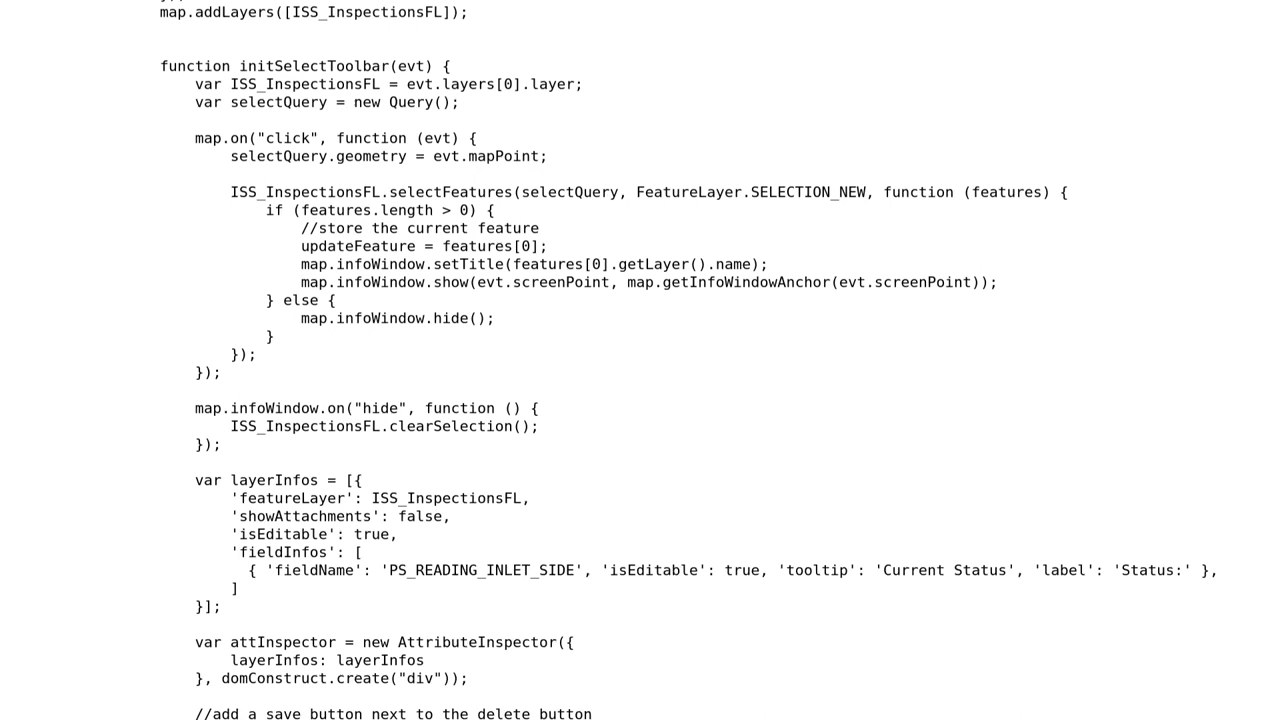 map.addLayers([ISS_InspectionsFL]);
function initSelectToolbar(evt) {
var ISS_InspectionsFL = evt.layers[0].layer;
var selectQuery = new Query();
map.on("click", function (evt) {
selectQuery.geometry = evt.mapPoint;
ISS_InspectionsFL.selectFeatures(selectQuery, FeatureLayer.SELECTION_NEW, function (features) {
if (features.length > 0) {
//store the current feature
updateFeature = features[0];
map.infoWindow.setTitle(features[0].getLayer().name);
map.infoWindow.show(evt.screenPoint, map.getInfoWindowAnchor(evt.screenPoint));
} else {
map.infoWindow.hide();
}
});
});
map.infoWindow.on("hide", function () {
ISS_InspectionsFL.clearSelection();
});
var layerInfos = [{
'featureLayer': ISS_InspectionsFL,
'showAttachments': false,
'isEditable': true,
'fieldInfos': [
{ 'fieldName': 'PS_READING_INLET_SIDE', 'isEditable': true, 'tooltip': 'Current Status', 'label': 'Status:' },
]
}];
var attInspector = new AttributeInspector({
layerInfos: layerInfos
}, domConstruct.create("div"));
//add a save button next to the delete button